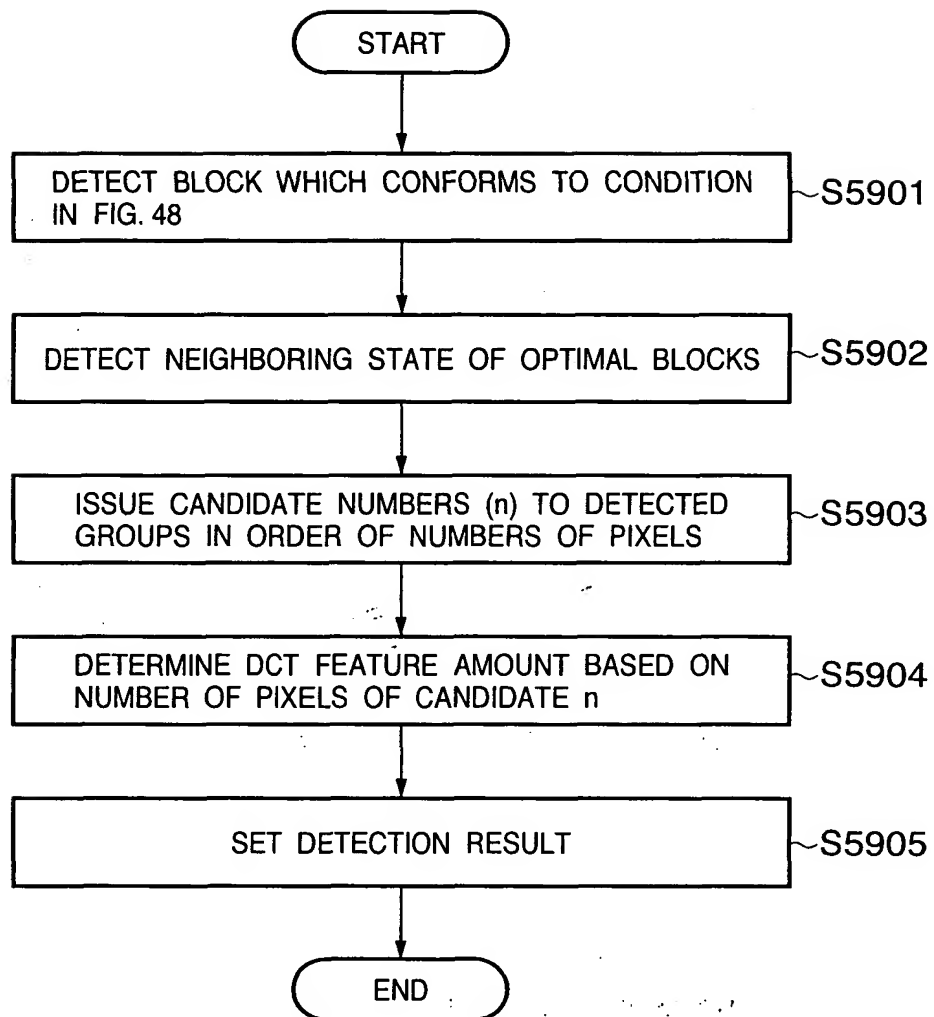 START
DETECT BLOCK WHICH CONFORMS TO CONDITION
IN FIG. 48
~S5901
DETECT NEIGHBORING STATE OF OPTIMAL BLOCKS
~S5902
ISSUE CANDIDATE NUMBERS (n) TO DETECTED
GROUPS IN ORDER OF NUMBERS OF PIXELS
~S5903
DETERMINE DCT FEATURE AMOUNT BASED ON
NUMBER OF PIXELS OF CANDIDATE n
~S5904
SET DETECTION RESULT
~S5905
END